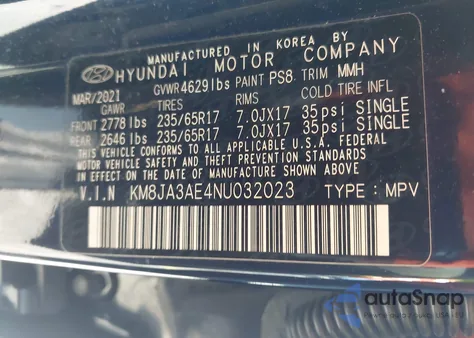 MANUFACTURED IN KOREA BY
HYUNDAI MOTOR COMPANY
MAR/2021 GVWR4629lbs PAINT PS8. TRIM MMH
GAWR TIRES RIMS COLD TIRE INFL
FRONT 2778lbs 235/65R17 7.0JX17 35psi SINGLE
REAR 2646lbs 235/65R17 7.0JX17 35psi SINGLE
THIS VEHICLE CONFORMS TO ALL APPLICABLE U.S.A. FEDERAL
MOTOR VEHICLE SAFETY AND THEFT PREVENTION STANDARDS IN
EFFECT ON THE DATE OF MANUFACTURE SHOWN ABOVE.
V.I.N KM8JA3AE4NU032023 TYPE: MPV
autoSnap